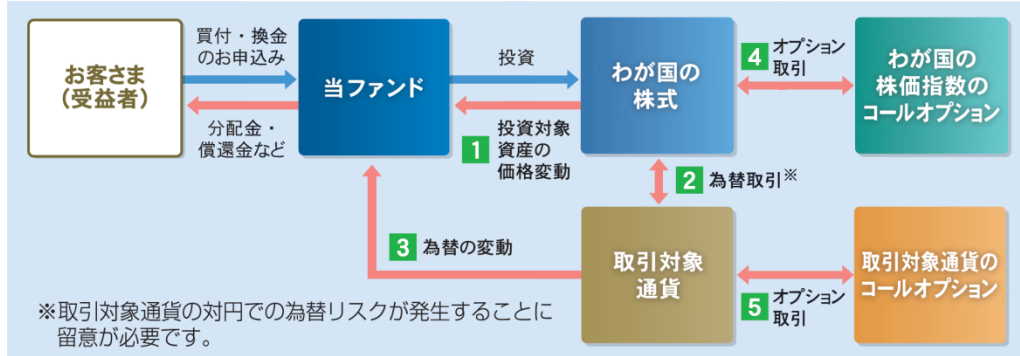 お客さま
(受益者)
買付・換金
のお申込み
分配金・
償還金など
当ファンド
投資
1 投資対象
資産の
価格変動
わが国の
株式
4 オプション
取引
わが国の
株価指数の
コールオプション
2 為替取引※
3 為替の変動
取引対象
通貨
5 オプション
取引
取引対象通貨の
コールオプション
※取引対象通貨の対円での為替リスクが発生することに
留意が必要です。